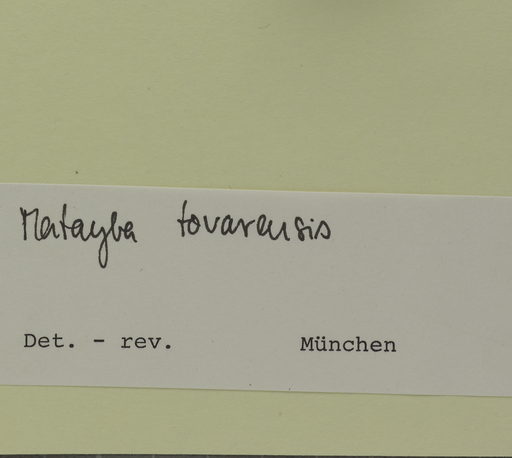 Matayba tovarensis
Det. - rev. München